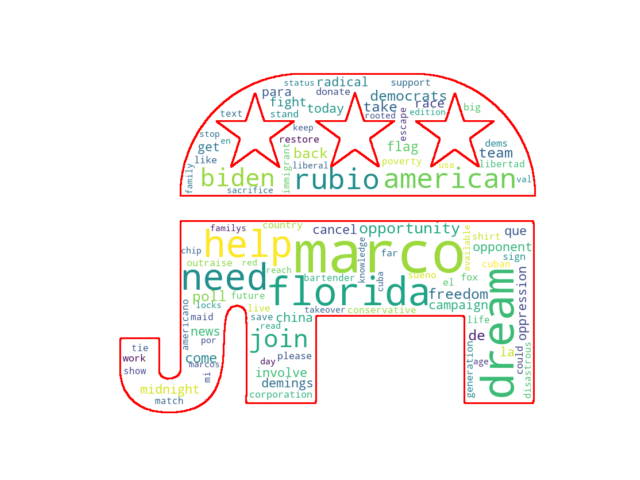 status radical support
para donate democrats
fight today take race big
text stand rooted escape edition
stop en keep
get restore flag dems
like back liberal poverty usa team libertad
family biden immigrant rubio american val
sacrifice
familys country cancel opportunity available shirt que
help marco opponent
chip knowledge far sign
outraise red reach bartender cuba sueno el fox cuban
need florida freedom oppression
poll future campaign
locks live takeover conservative
americano maid save china life dream
news por read join de
tie work come day please la could
show marcos mi involve generation age disastrous
midnight demings
match corporation